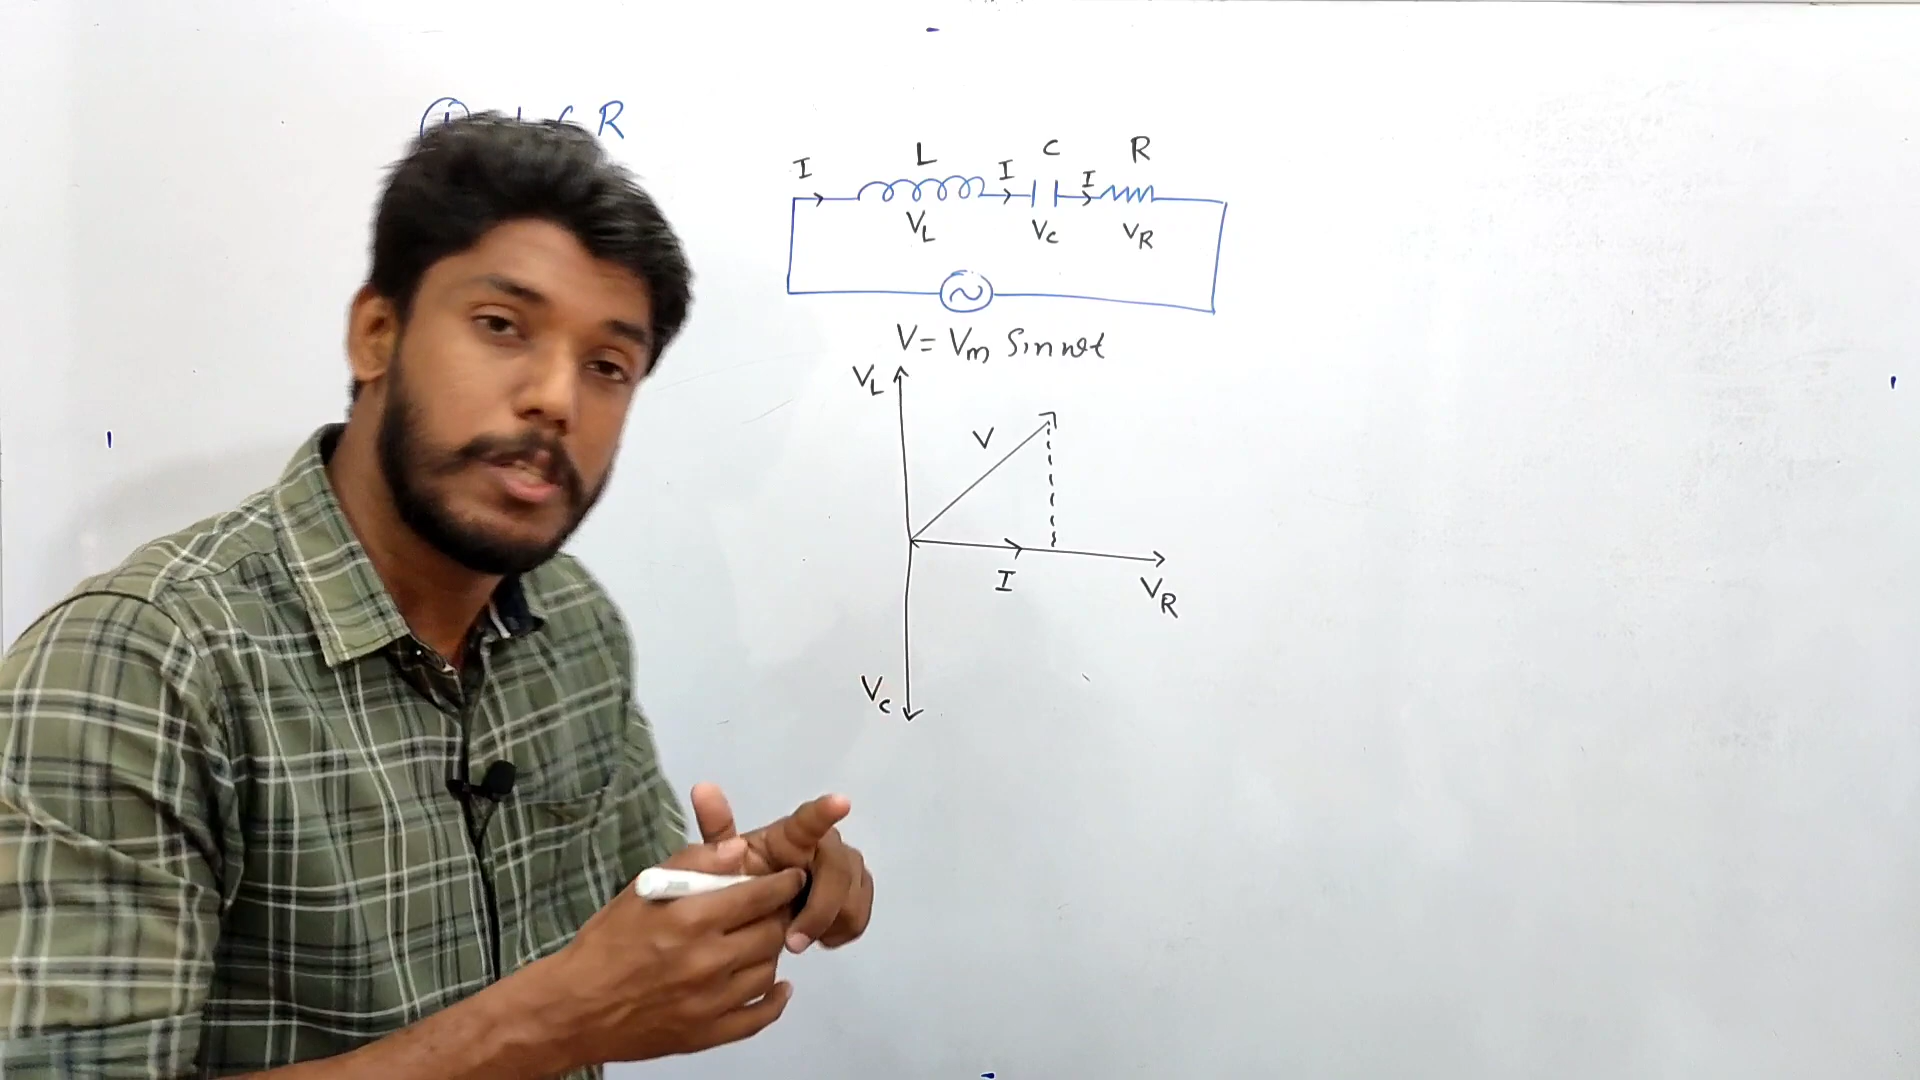 L C R
L C R
I I I
V_L V_C V_R
V = V_m Sin ωt
V_L
V
I
V_R
V_C